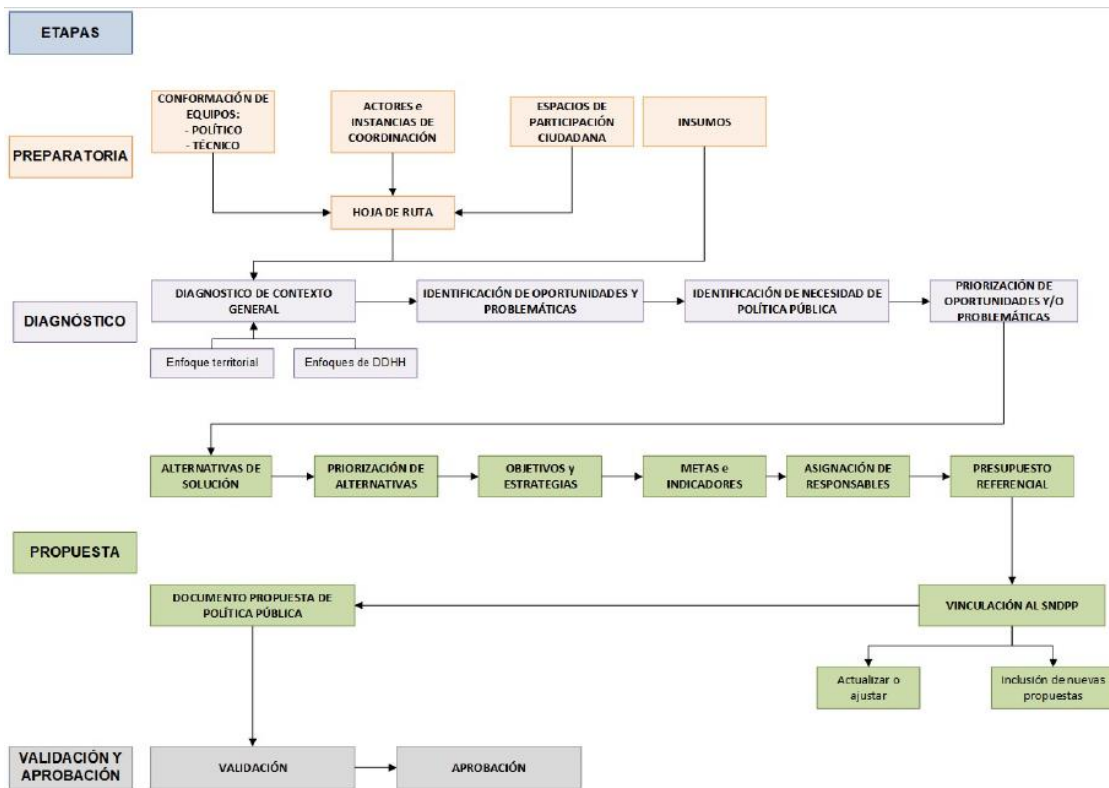 ETAPAS
PREPARATORIA
CONFORMACIÓN DE
EQUIPOS:
- POLÍTICO
- TÉCNICO
ACTORES e
INSTANCIAS DE
COORDINACIÓN
ESPACIOS DE
PARTICIPACIÓN
CIUDADANA
INSUMOS
HOJA DE RUTA
DIAGNÓSTICO
DIAGNOSTICO DE CONTEXTO
GENERAL
IDENTIFICACIÓN DE OPORTUNIDADES Y
PROBLEMÁTICAS
IDENTIFICACIÓN DE NECESIDAD DE
POLÍTICA PÚBLICA
PRIORIZACIÓN DE
OPORTUNIDADES Y/O
PROBLEMÁTICAS
Enfoque territorial
Enfoques de DDHH
ALTERNATIVAS DE
SOLUCIÓN
PRIORIZACIÓN DE
ALTERNATIVAS
OBJETIVOS y
ESTRATEGIAS
METAS e
INDICADORES
ASIGNACIÓN DE
RESPONSABLES
PRESUPUESTO
REFERENCIAL
PROPUESTA
DOCUMENTO PROPUESTA DE
POLÍTICA PÚBLICA
VINCULACIÓN AL SNDPP
Actualizar o
ajustar
Inclusión de nuevas
propuestas
VALIDACIÓN Y
APROBACIÓN
VALIDACIÓN
APROBACIÓN